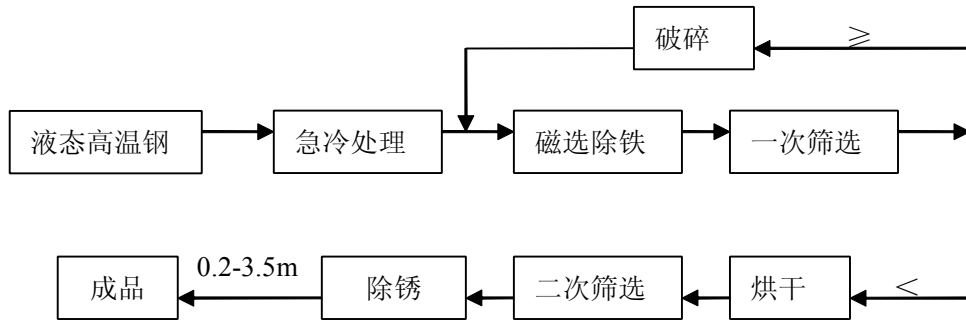 破碎
≥
液态高温钢
急冷处理
磁选除铁
一次筛选
成品
0.2-3.5m
除锈
二次筛选
烘干
<